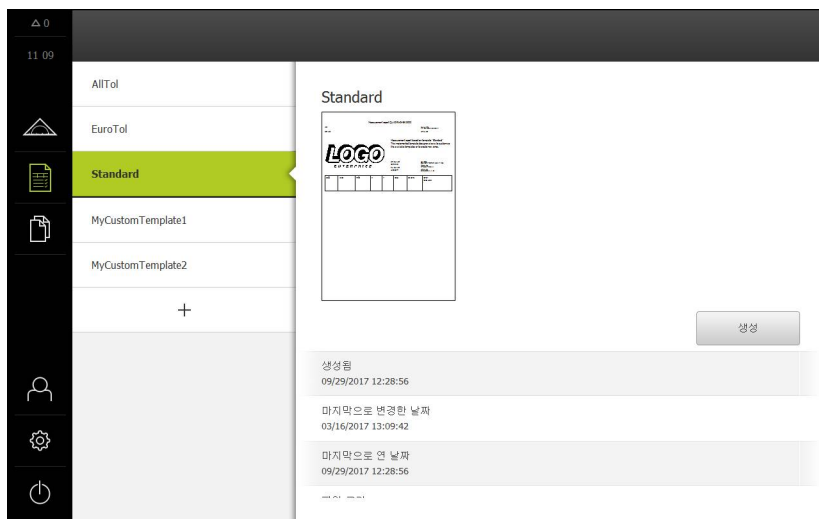 0
11 09
AllTol
EuroTol
Standard
MyCustomTemplate1
MyCustomTemplate2
+
Standard
LOGO
ENTERPRISE
생성
생성됨
09/29/2017 12:28:56
마지막으로 변경한 날짜
03/16/2017 13:09:42
마지막으로 연 날짜
09/29/2017 12:28:56